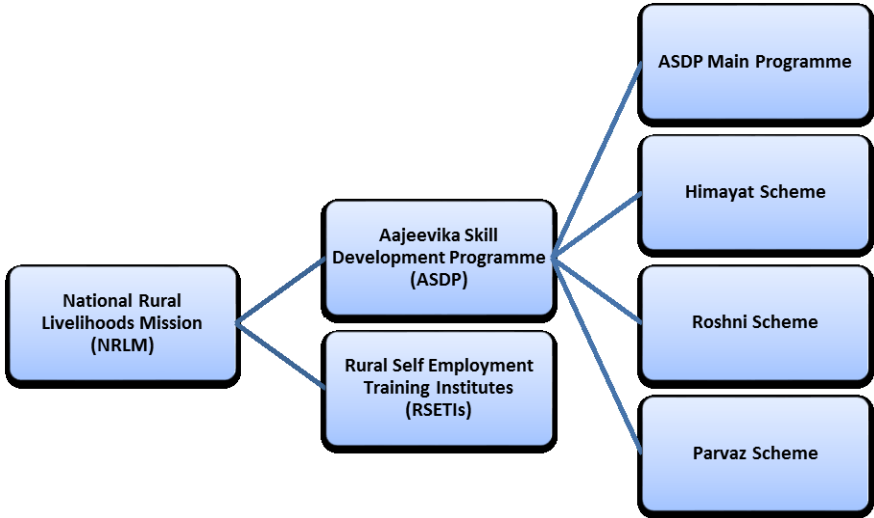 National Rural
Livelihoods Mission
(NRLM)
Aajeevika Skill
Development Programme
(ASDP)
Rural Self Employment
Training Institutes
(RSETIs)
ASDP Main Programme
Himayat Scheme
Roshni Scheme
Parvaz Scheme